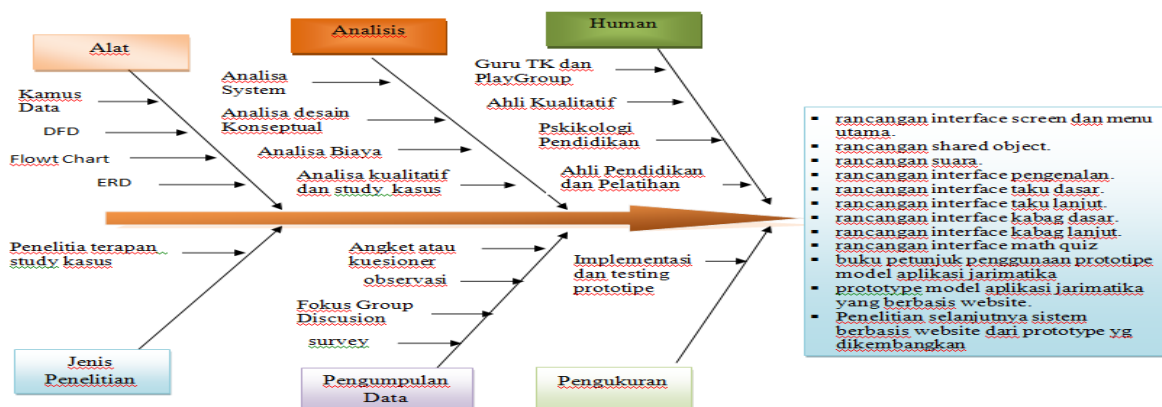 Alat
Analisis
Human
Kamus
Data
DFD
Flowt Chart
ERD
Analisa
System
Analisa desain
Konseptual
Analisa Biaya
Analisa kualitatif
dan study kasus
Guru TK dan
PlayGroup
Ahli Kualitatif
Pskikologi
Pendidikan
Ahli Pendidikan
dan Pelatihan
Penelitia terapan
study kasus
Angket atau
kuesioner
observasi
Fokus Group
Discusion
survey
Implementasi
dan testing
prototipe
Jenis
Penelitian
Pengumpulan
Data
Pengukuran
▪ rancangan interface screen dan menu
utama.
▪ rancangan shared object.
▪ rancangan suara.
▪ rancangan interface pengenalan.
▪ rancangan interface taku dasar.
▪ rancangan interface taku lanjut.
▪ rancangan interface kabag dasar.
▪ rancangan interface kabag lanjut.
▪ rancangan interface math quiz
▪ buku petunjuk penggunaan prototipe
model aplikasi jarimatika
▪ prototype model aplikasi jarimatika
yang berbasis website.
▪ Penelitian selanjutnya sistem
berbasis website dari prototype yg
dikembangkan